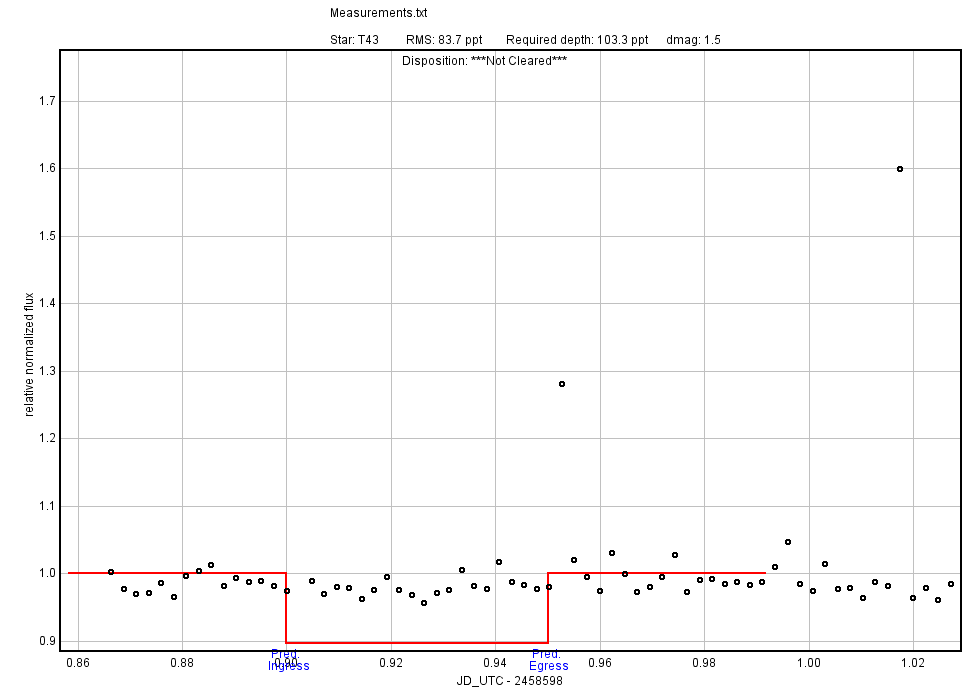 Measurements.txt
Star: T43 RMS: 83.7 ppt Required depth: 103.3 ppt dmag: 1.5
Disposition: ***Not Cleared***
relative normalized flux
1.7
1.6
1.5
1.4
1.3
1.2
1.1
1.0
0.9
Pred. Pred.
Ingress Egress
0.86 0.88 0.90 0.92 0.94 0.96 0.98 1.00 1.02
JD_UTC - 2458598